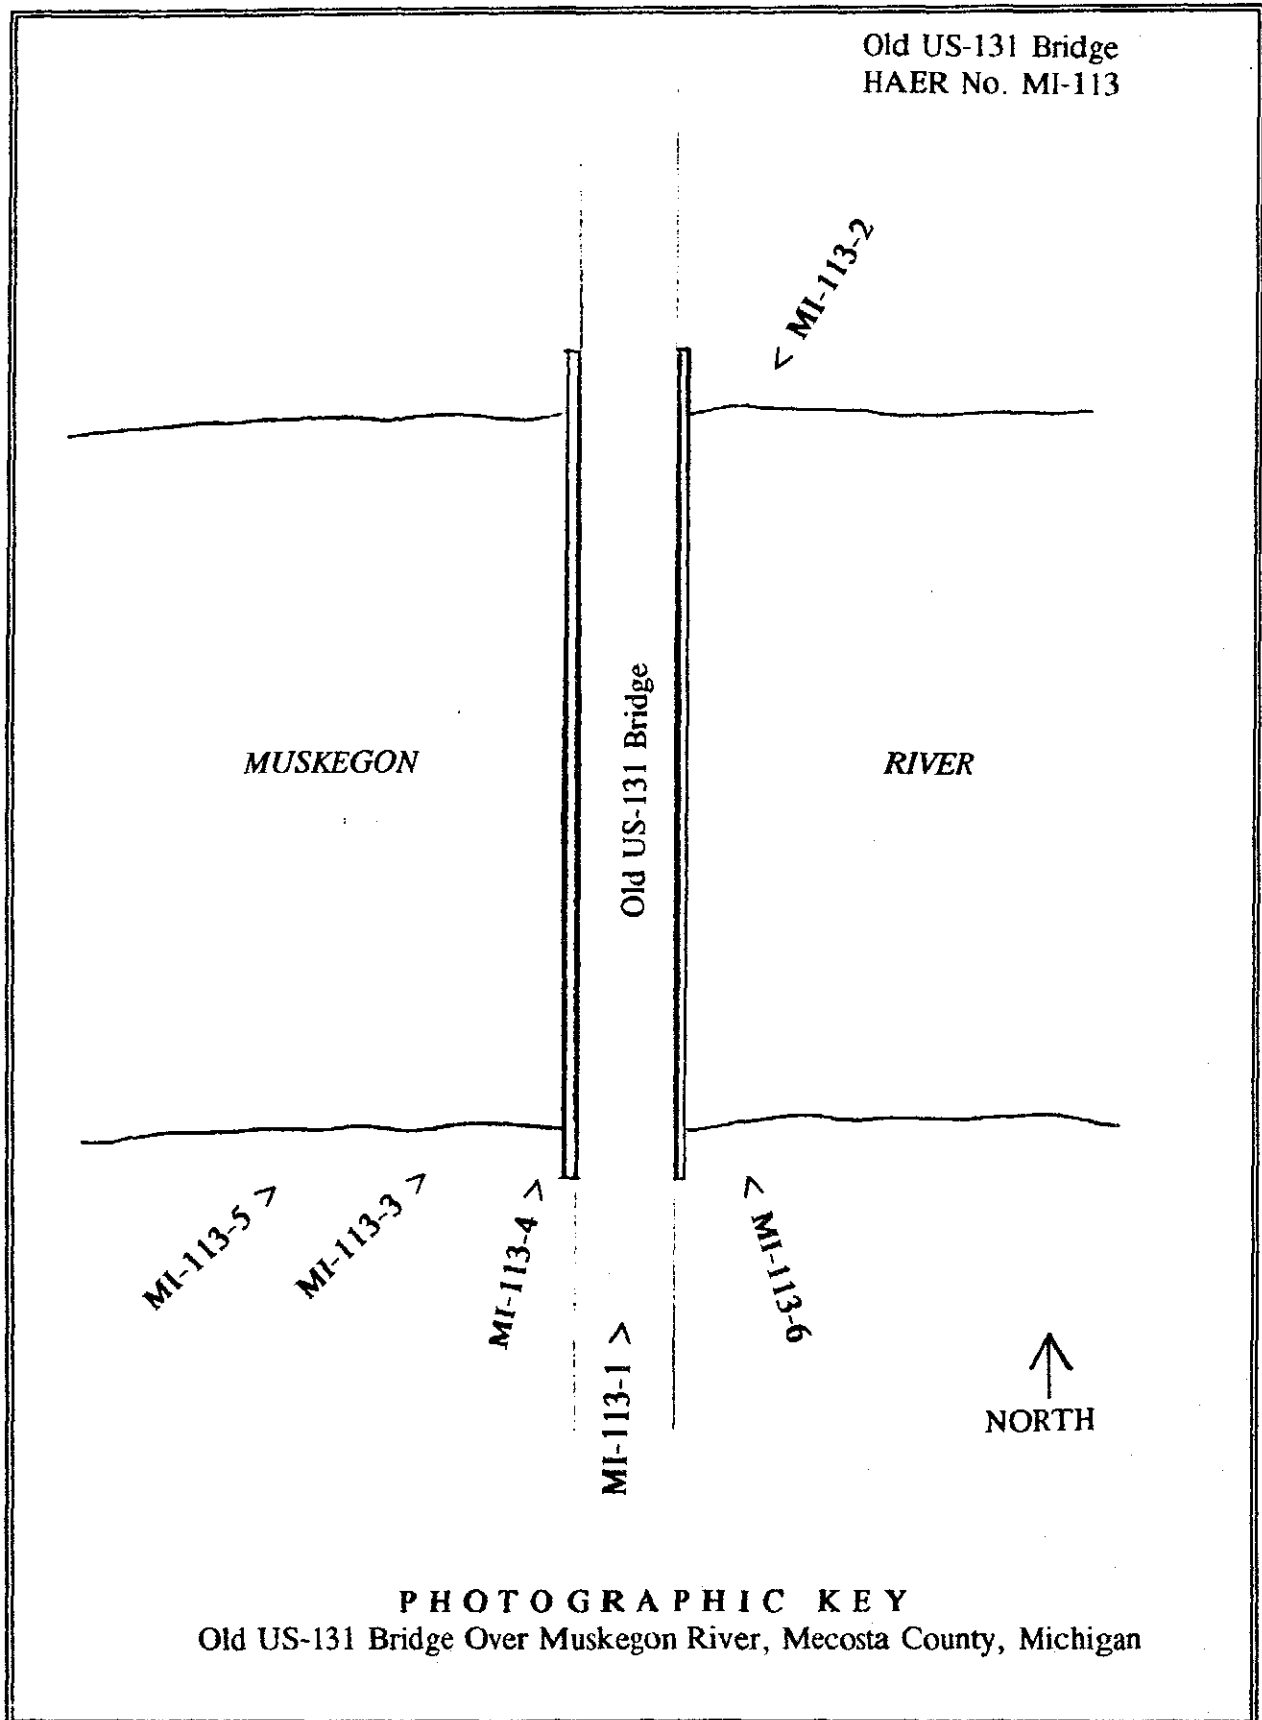 Old US-131 Bridge
HAER No. MI-113
< MI-113-2
MUSKEGON
Old US-131 Bridge
RIVER
MI-113-5 >
MI-113-3 >
MI-113-4 >
MI-113-1 >
< MI-113-6
NORTH
PHOTOGRAPHIC KEY
Old US-131 Bridge Over Muskegon River, Mecosta County, Michigan